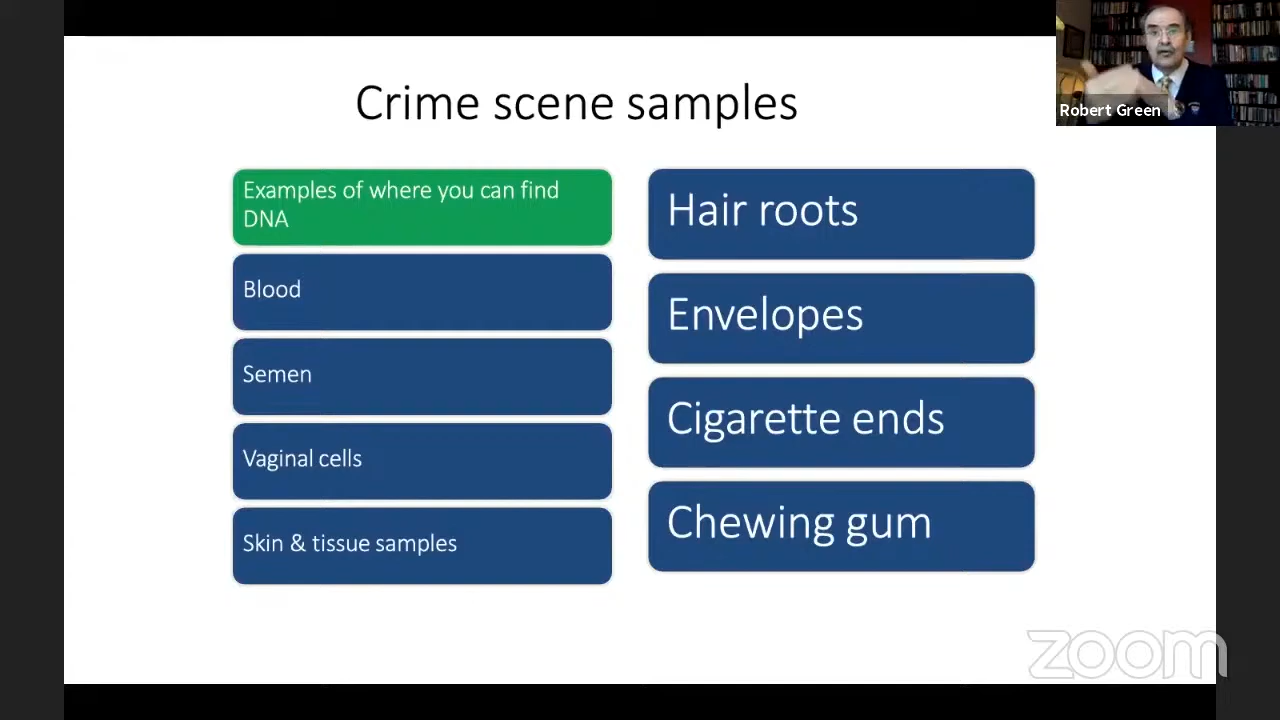 Crime scene samples
Examples of where you can find
DNA
Blood
Semen
Vaginal cells
Skin & tissue samples
Hair roots
Envelopes
Cigarette ends
Chewing gum
Robert Green
zoom